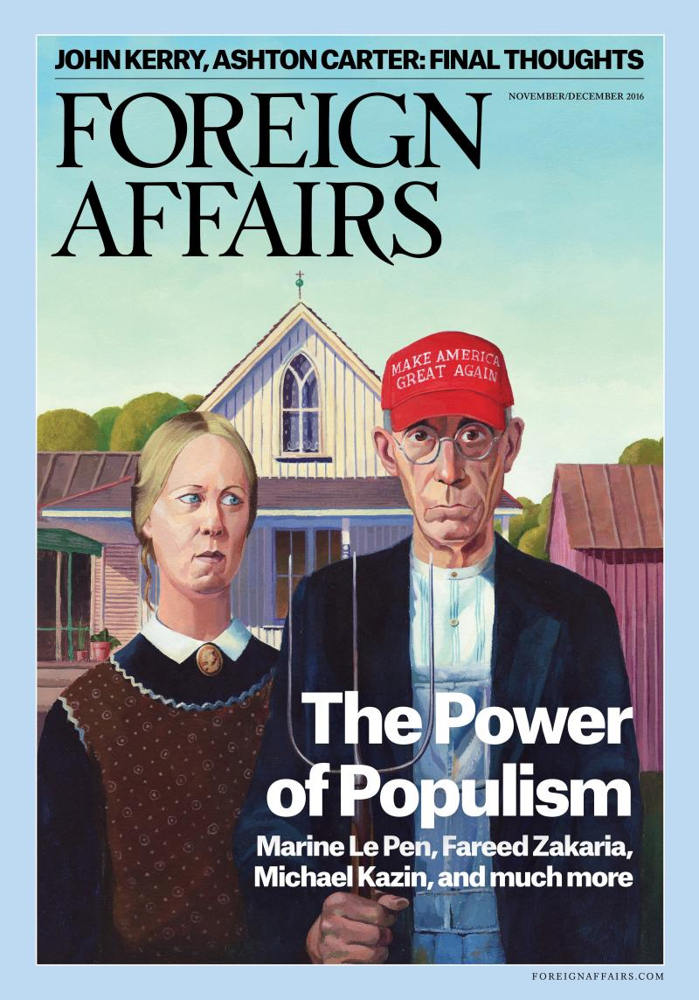 JOHN KERRY, ASHTON CARTER: FINAL THOUGHTS
FOREIGN
AFFAIRS
NOVEMBER/DECEMBER 2016
MAKE AMERICA
GREAT AGAIN
The Power
of Populism
Marine Le Pen, Fareed Zakaria,
Michael Kazin, and much more
FOREIGNAFFAIRS.COM